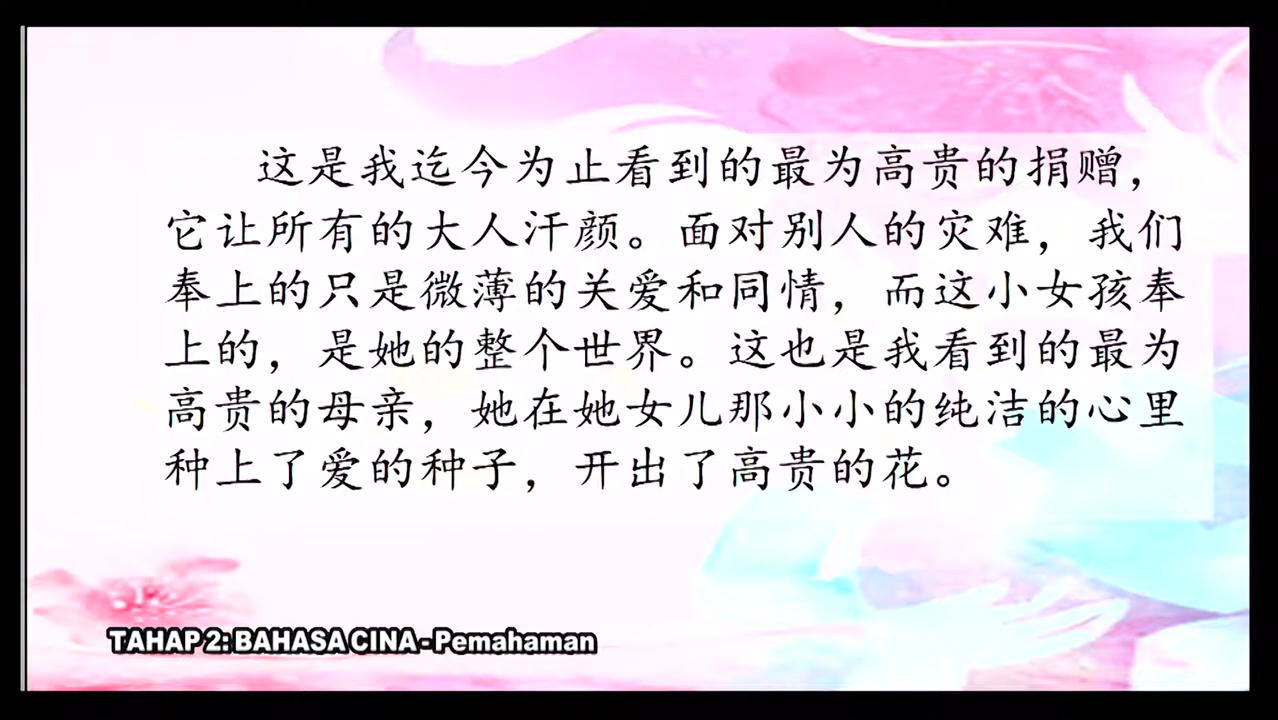 这是我迄今为止看到的最为高贵的捐赠，
它让所有的大人汗颜。面对别人的灾难，我们
奉上的只是微薄的关爱和同情，而这小女孩奉
上的，是她的整个世界。这也是我看到的最为
高贵的母亲，她在她女儿那小小的纯洁的心里
种上了爱的种子，开出了高贵的花。
TAHAP 2: BAHASA CINA - Pemahaman